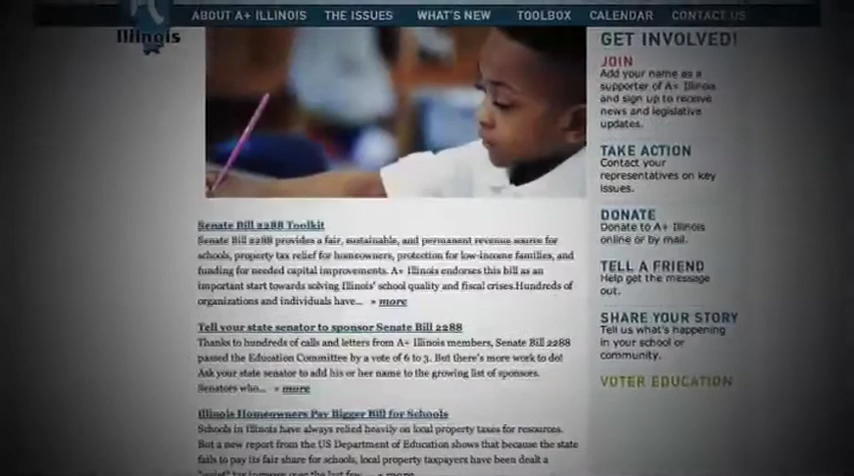 ABOUT A+ ILLINOIS THE ISSUES WHAT'S NEW TOOLBOX CALENDAR CONTACT US
Illinois
GET INVOLVED!
JOIN
Add your name as a
supporter of A+ Illinois
and sign up to receive
news and legislative
updates.
TAKE ACTION
Contact your
representatives on key
issues.
DONATE
Donate to A+ Illinois
online or by mail.
TELL A FRIEND
Help get the message
out.
SHARE YOUR STORY
Tell us what's happening
in your school or
community.
VOTER EDUCATION
Senate Bill 2288 Toolkit
Senate Bill 2288 provides a fair, sustainable, and permanent revenue source for
schools, property tax relief for homeowners, protection for low-income families, and
funding for needed capital improvements. A+ Illinois endorses this bill as an
important start towards solving Illinois' school quality and fiscal crises.Hundreds of
organizations and individuals have... » more
Tell your state senator to sponsor Senate Bill 2288
Thanks to hundreds of calls and letters from A+ Illinois members, Senate Bill 2288
passed the Education Committee by a vote of 6 to 3. But there's more work to do!
Ask your state senator to add his or her name to the growing list of sponsors.
Senators who... » more
Illinois Homeowners Pay Bigger Bill for Schools
Schools in Illinois have always relied heavily on local property taxes for resources.
But a new report from the US Department of Education shows that because the state
fails to pay its fair share for schools, local property taxpayers have been dealt a
tax increase over the last few... » more